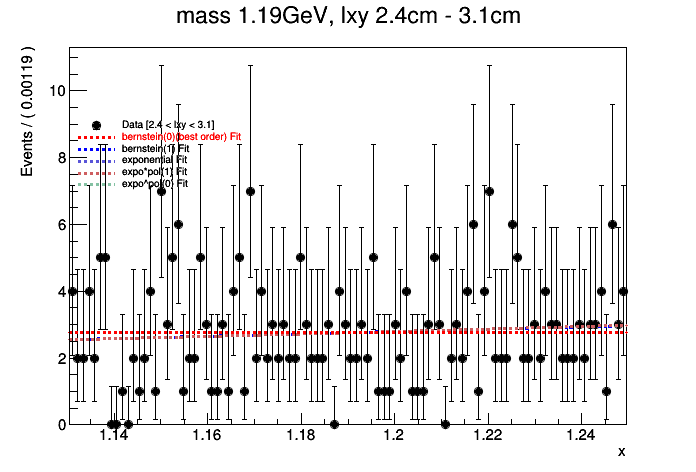 mass 1.19GeV, lxy 2.4cm - 3.1cm
Events / ( 0.00119 )
10
8
6
4
2
0
Data [2.4 < lxy < 3.1]
bernstein(0)(best order) Fit
bernstein(1) Fit
exponential Fit
expo*pol(1) Fit
expo^pol(0) Fit
1.14 1.16 1.18 1.2 1.22 1.24
x